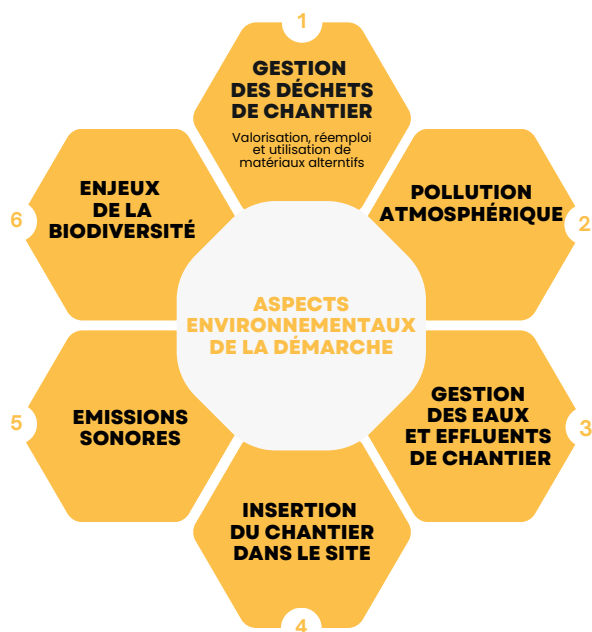 1
GESTION
DES DÉCHETS
DE CHANTIER
Valorisation, réemploi
et utilisation de
matériaux alterntifs
POLLUTION
ATMOSPHÉRIQUE
2
GESTION
DES EAUX
ET EFFLUENTS
DE CHANTIER
3
INSERTION
DU CHANTIER
DANS LE SITE
4
EMISSIONS
SONORES
5
ENJEUX
DE LA
BIODIVERSITÉ
6
ASPECTS
ENVIRONNEMENTAUX
DE LA DÉMARCHE